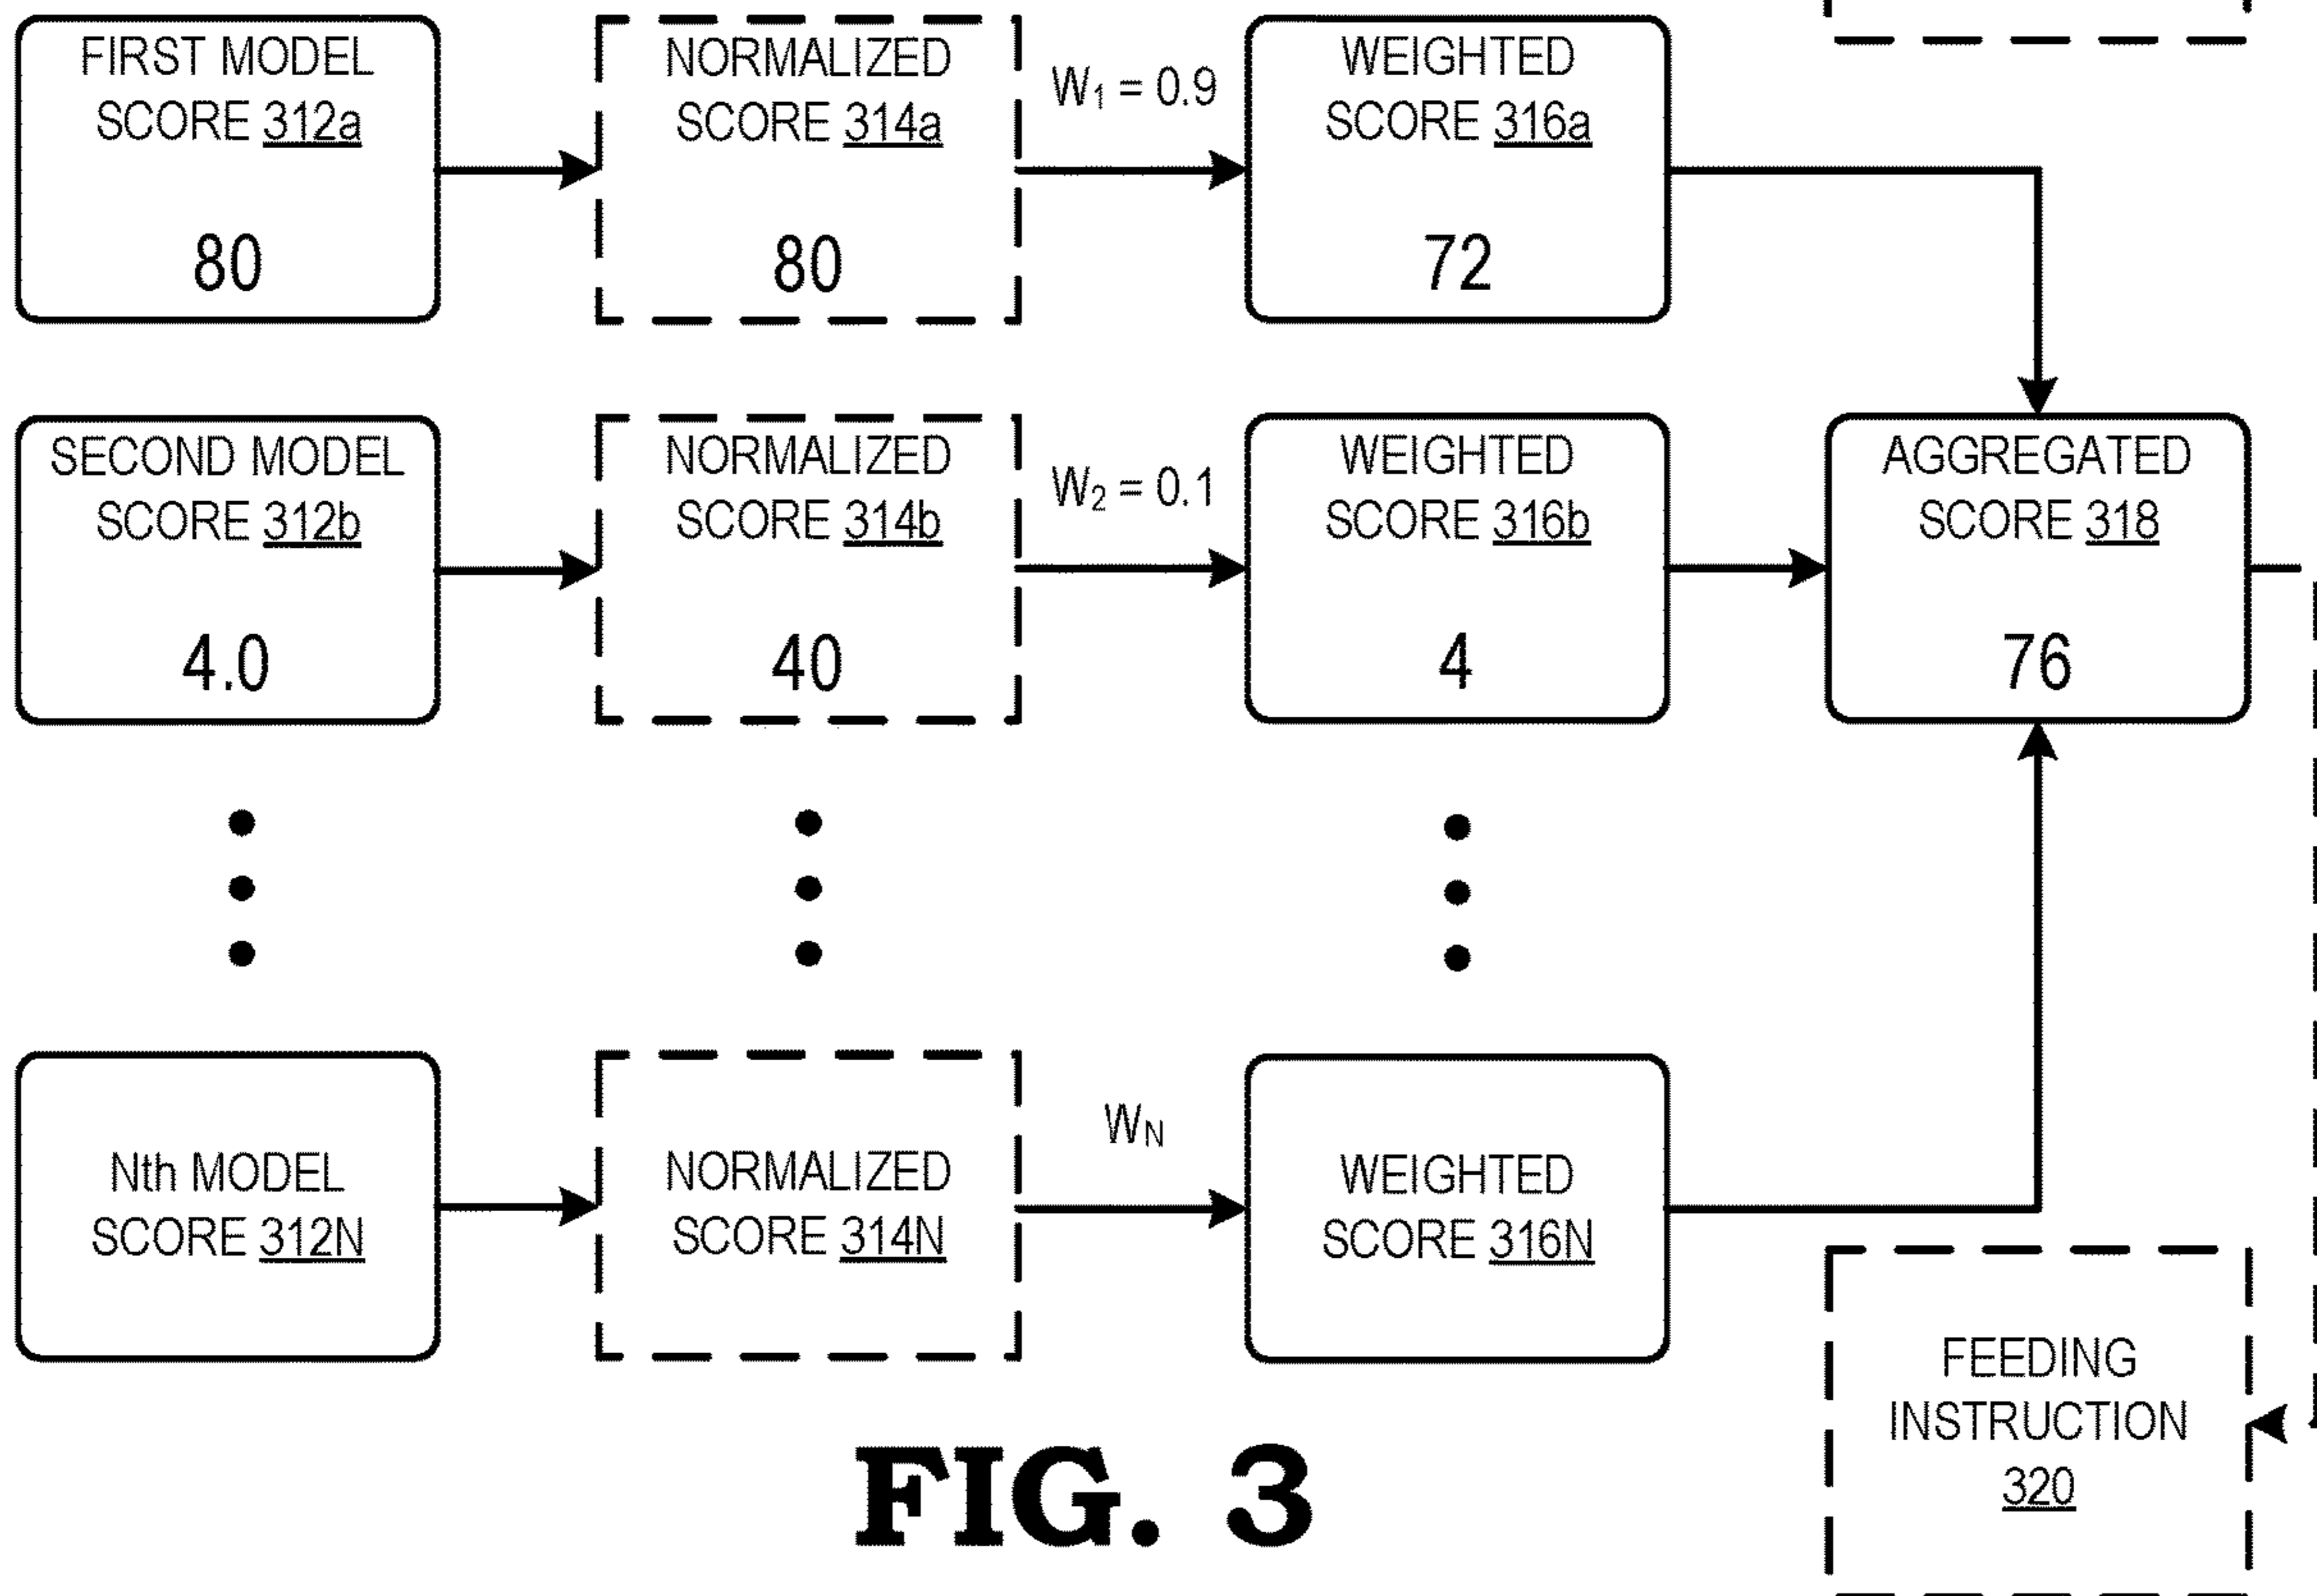 FIRST MODEL
SCORE 312a
80
NORMALIZED
SCORE 314a
80
W₁ = 0.9
WEIGHTED
SCORE 316a
72
SECOND MODEL
SCORE 312b
4.0
NORMALIZED
SCORE 314b
40
W₂ = 0.1
WEIGHTED
SCORE 316b
4
AGGREGATED
SCORE 318
76
Nth MODEL
SCORE 312N
NORMALIZED
SCORE 314N
W_N
WEIGHTED
SCORE 316N
FEEDING
INSTRUCTION
320
FIG. 3